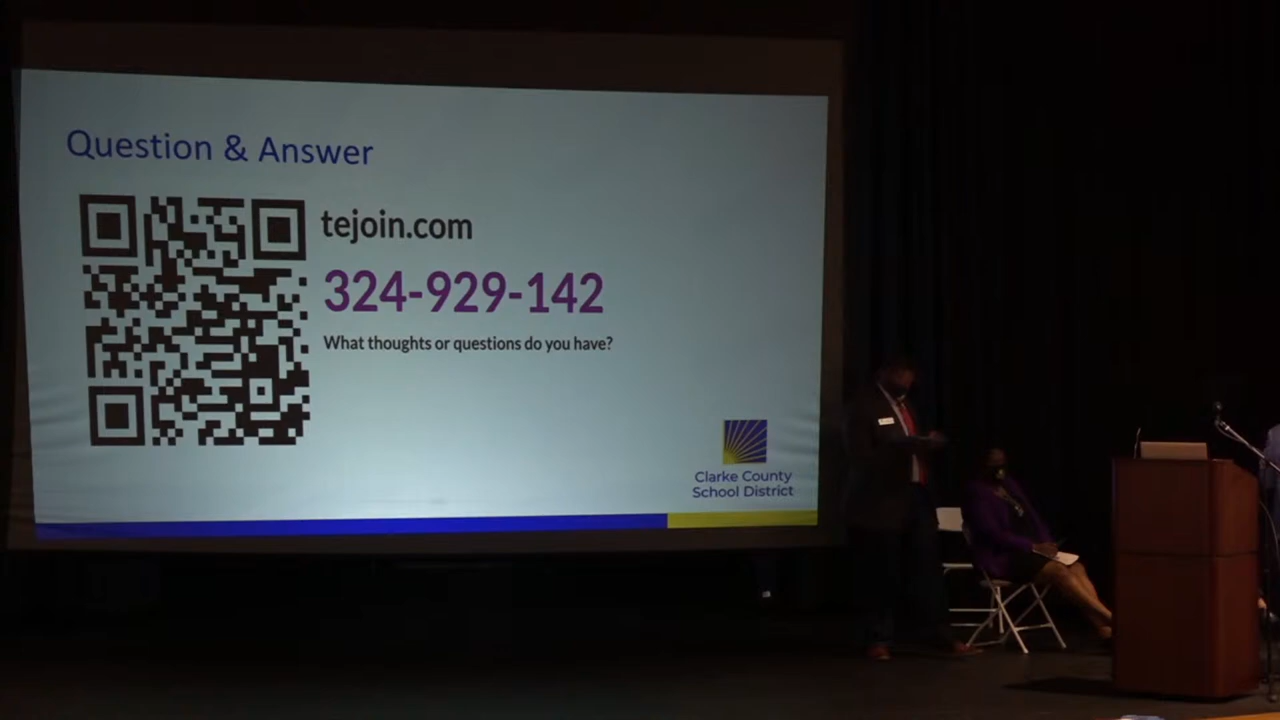 Question & Answer
tejoin.com
324-929-142
What thoughts or questions do you have?
Clarke County
School District